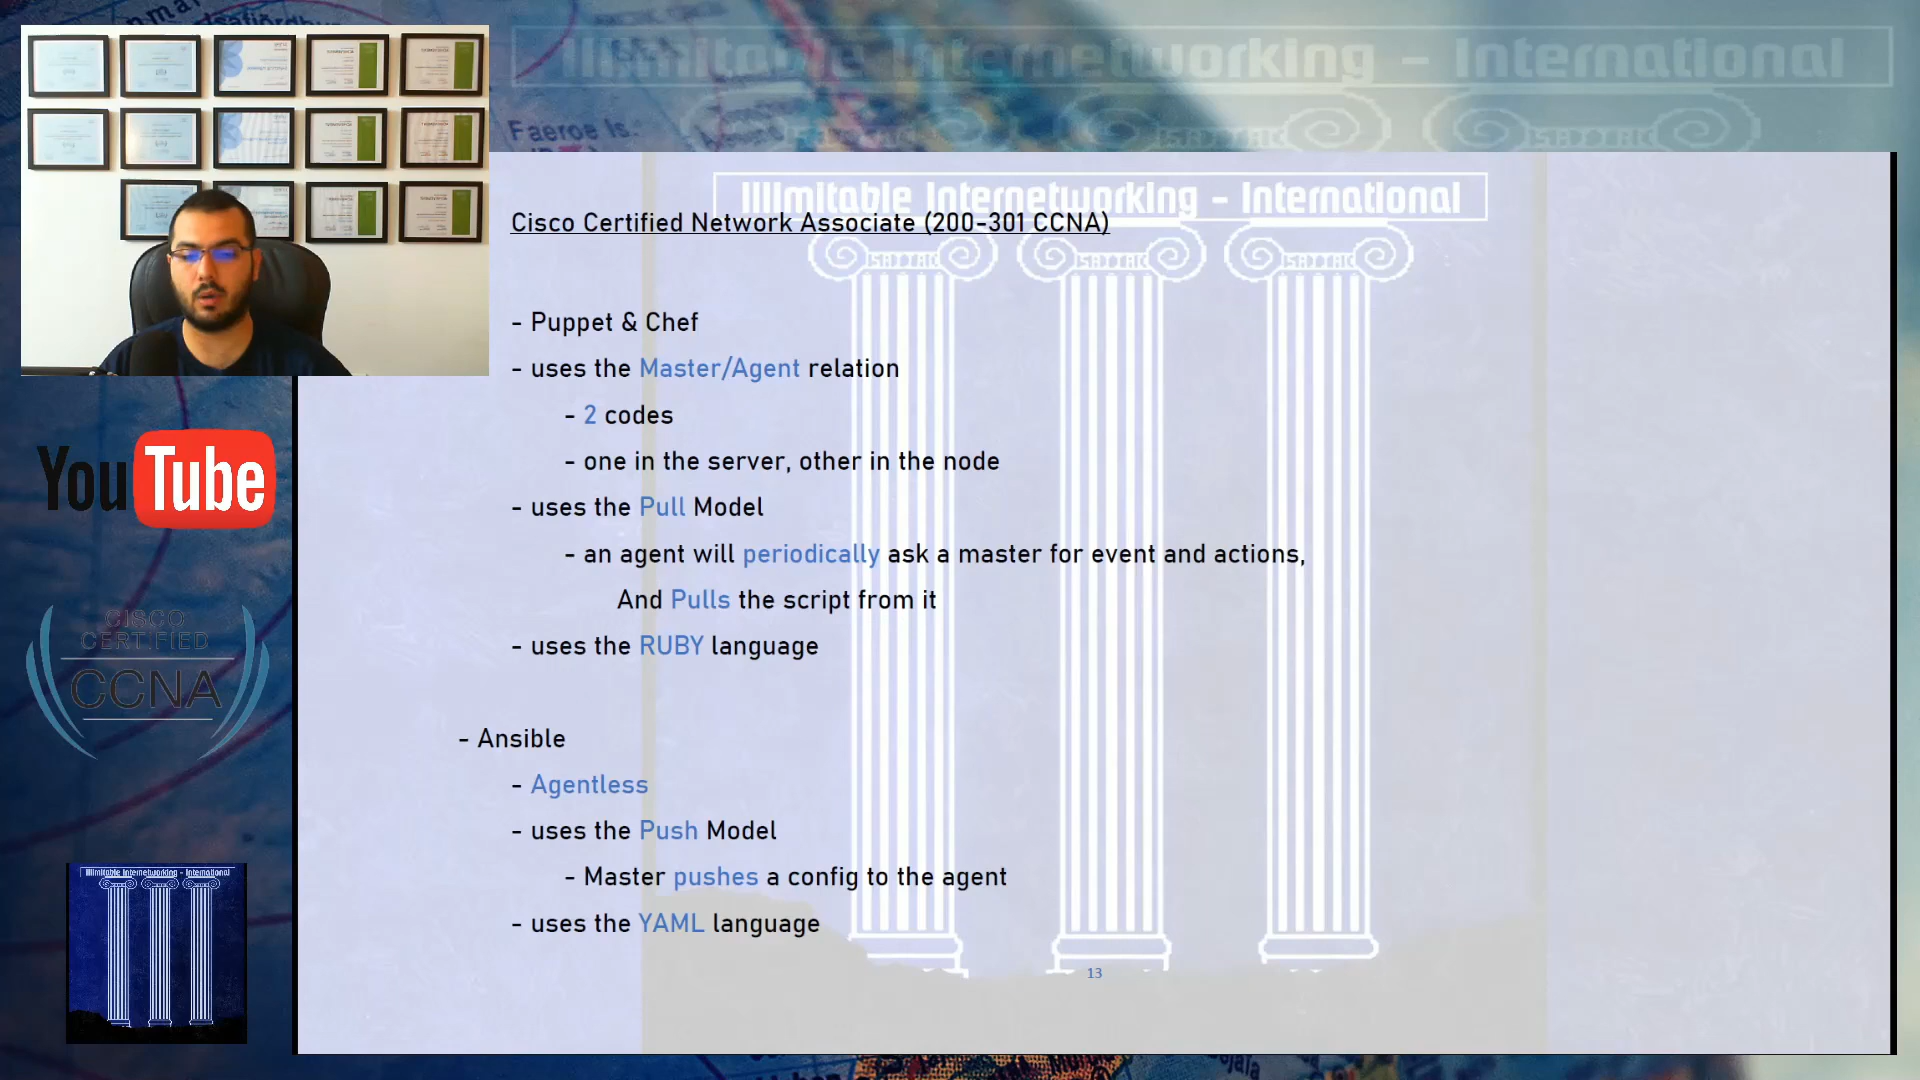 Illimitable Internetworking - International
Faeroe Is.
Illimitable Internetworking - International
Cisco Certified Network Associate (200-301 CCNA)
- Puppet & Chef
- uses the Master/Agent relation
- 2 codes
- one in the server, other in the node
- uses the Pull Model
- an agent will periodically ask a master for event and actions,
And Pulls the script from it
- uses the RUBY language
- Ansible
- Agentless
- uses the Push Model
- Master pushes a config to the agent
- uses the YAML language
13
YouTube
CISCO
CERTIFIED
CCNA
Illimitable Internetworking - International